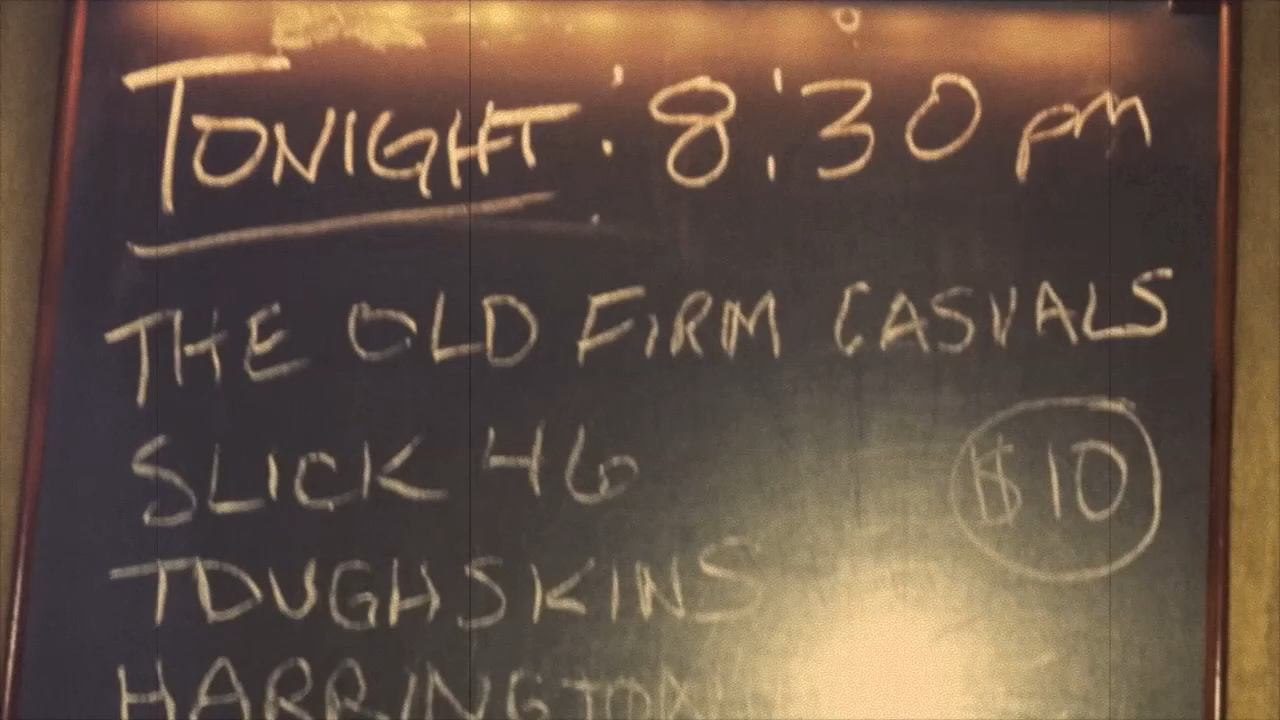 TONIGHT: 8:30 pm
THE OLD FIRM CASUALS
SLICK 46
$10
TOUGHSKINS